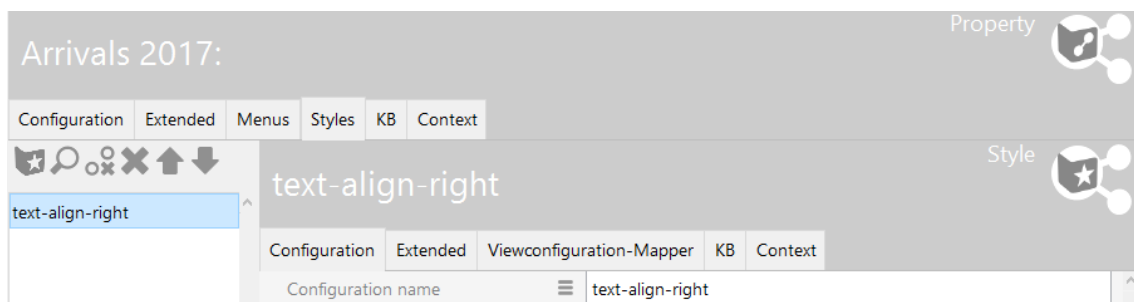 Property
Arrivals 2017:
Configuration Extended Menus Styles KB Context
Style
text-align-right
text-align-right
Configuration Extended Viewconfiguration-Mapper KB Context
Configuration name text-align-right